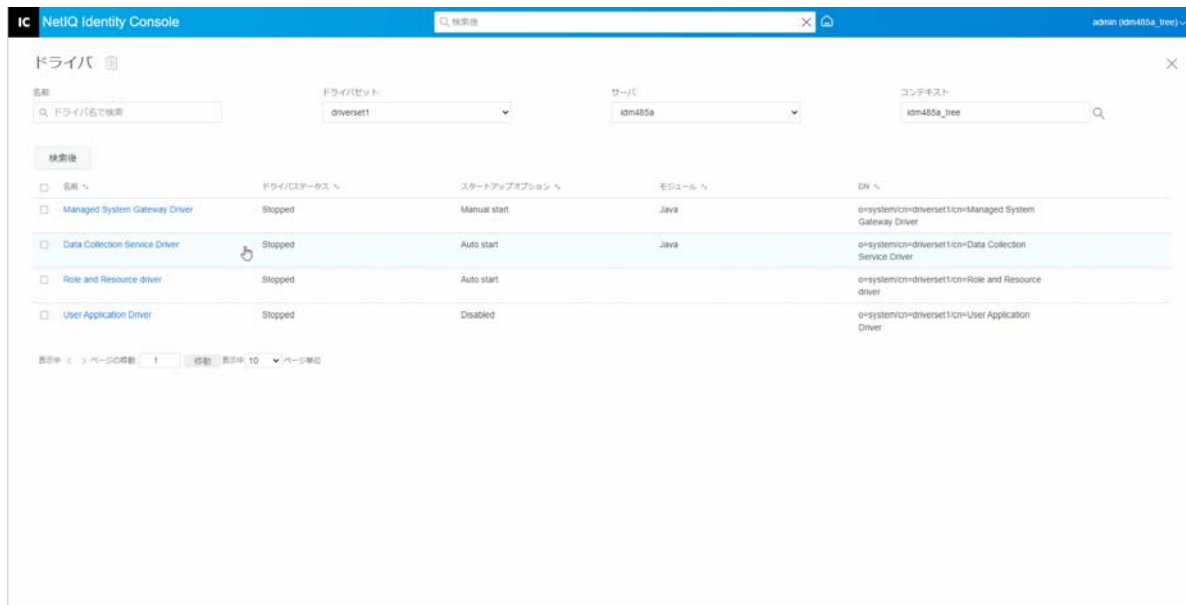 IC NetIQ Identity Console
検索後
admin (idm485a_tree)
ドライバ
名前:
ドライバセット:
サーバ:
コンテキスト:
ドライバ名で検索
driverset1
idm485a
idm485a_tree
検索後
名前 ドライバステータス スタートアップオプション モジュール DN
Managed System Gateway Driver Stopped Manual start Java o=system/cn=driverset1/cn=Managed System
Gateway Driver
Data Collection Service Driver Stopped Auto start Java o=system/cn=driverset1/cn=Data Collection
Service Driver
Role and Resource driver Stopped Auto start o=system/cn=driverset1/cn=Role and Resource
driver
User Application Driver Stopped Disabled o=system/cn=driverset1/cn=User Application
Driver
表示中 < > ページの移動 1 移動 表示中 10 ページ単位